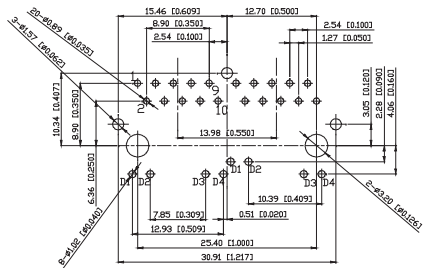 15.46 [0.609]
12.70 [0.500]
8.90 [0.350]
2.54 [0.100]
2.54 [0.100]
1.27 [0.050]
20-Ø0.89 [Ø0.035]
3-Ø1.57 [Ø0.062]
1
9
2
10
10.34 [0.407]
8.90 [0.350]
6.36 [0.250]
3.05 [0.120]
2.28 [0.090]
4.06 [0.160]
13.98 [0.550]
D1 D2
D1 D2
D3 D4
D3 D4
10.39 [0.409]
2-Ø3.20 [Ø0.126]
7.85 [0.309]
0.51 [0.020]
12.93 [0.509]
8-Ø1.02 [Ø0.040]
25.40 [1.000]
30.91 [1.217]